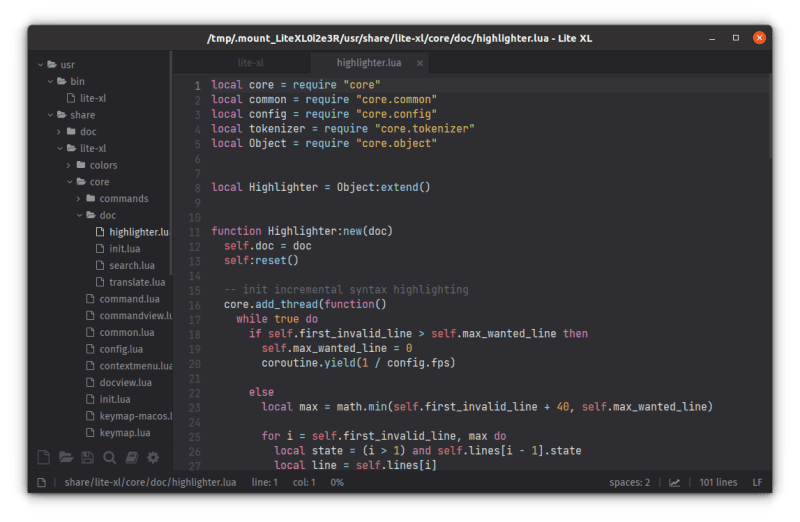 /tmp/.mount_LiteXL0i2e3R/usr/share/lite-xl/core/doc/highlighter.lua - Lite XL
usr
bin
lite-xl
share
doc
lite-xl
colors
core
commands
doc
highlighter.lu
init.lua
search.lua
translate.lua
command.lua
commandview.lu
common.lua
config.lua
contextmenu.lua
docview.lua
init.lua
keymap-macos.l
keymap.lua
lite-xl
highlighter.lua ×
1 local core = require "core"
2 local common = require "core.common"
3 local config = require "core.config"
4 local tokenizer = require "core.tokenizer"
5 local Object = require "core.object"
6
7
8 local Highlighter = Object:extend()
9
10
11 function Highlighter:new(doc)
12 self.doc = doc
13 self:reset()
14
15 -- init incremental syntax highlighting
16 core.add_thread(function()
17 while true do
18 if self.first_invalid_line > self.max_wanted_line then
19 self.max_wanted_line = 0
20 coroutine.yield(1 / config.fps)
21
22 else
23 local max = math.min(self.first_invalid_line + 40, self.max_wanted_line)
24
25 for i = self.first_invalid_line, max do
26 local state = (i > 1) and self.lines[i - 1].state
27 local line = self.lines[i]
share/lite-xl/core/doc/highlighter.lua line: 1 col: 1 0% spaces: 2 101 lines LF